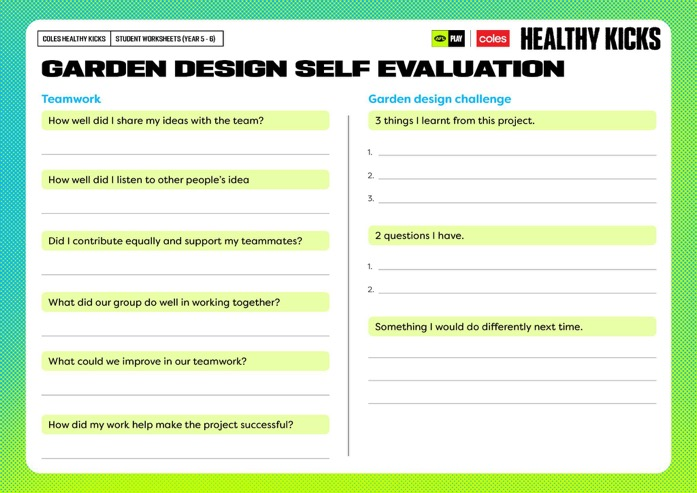 COLES HEALTHY KICKS STUDENT WORKSHEETS (YEAR 5 - 6)
AFL PLAY coles HEALTHY KICKS
GARDEN DESIGN SELF EVALUATION
Teamwork
How well did I share my ideas with the team?
How well did I listen to other people's idea
Did I contribute equally and support my teammates?
What did our group do well in working together?
What could we improve in our teamwork?
How did my work help make the project successful?
Garden design challenge
3 things I learnt from this project.
1.
2.
3.
2 questions I have.
1.
2.
Something I would do differently next time.